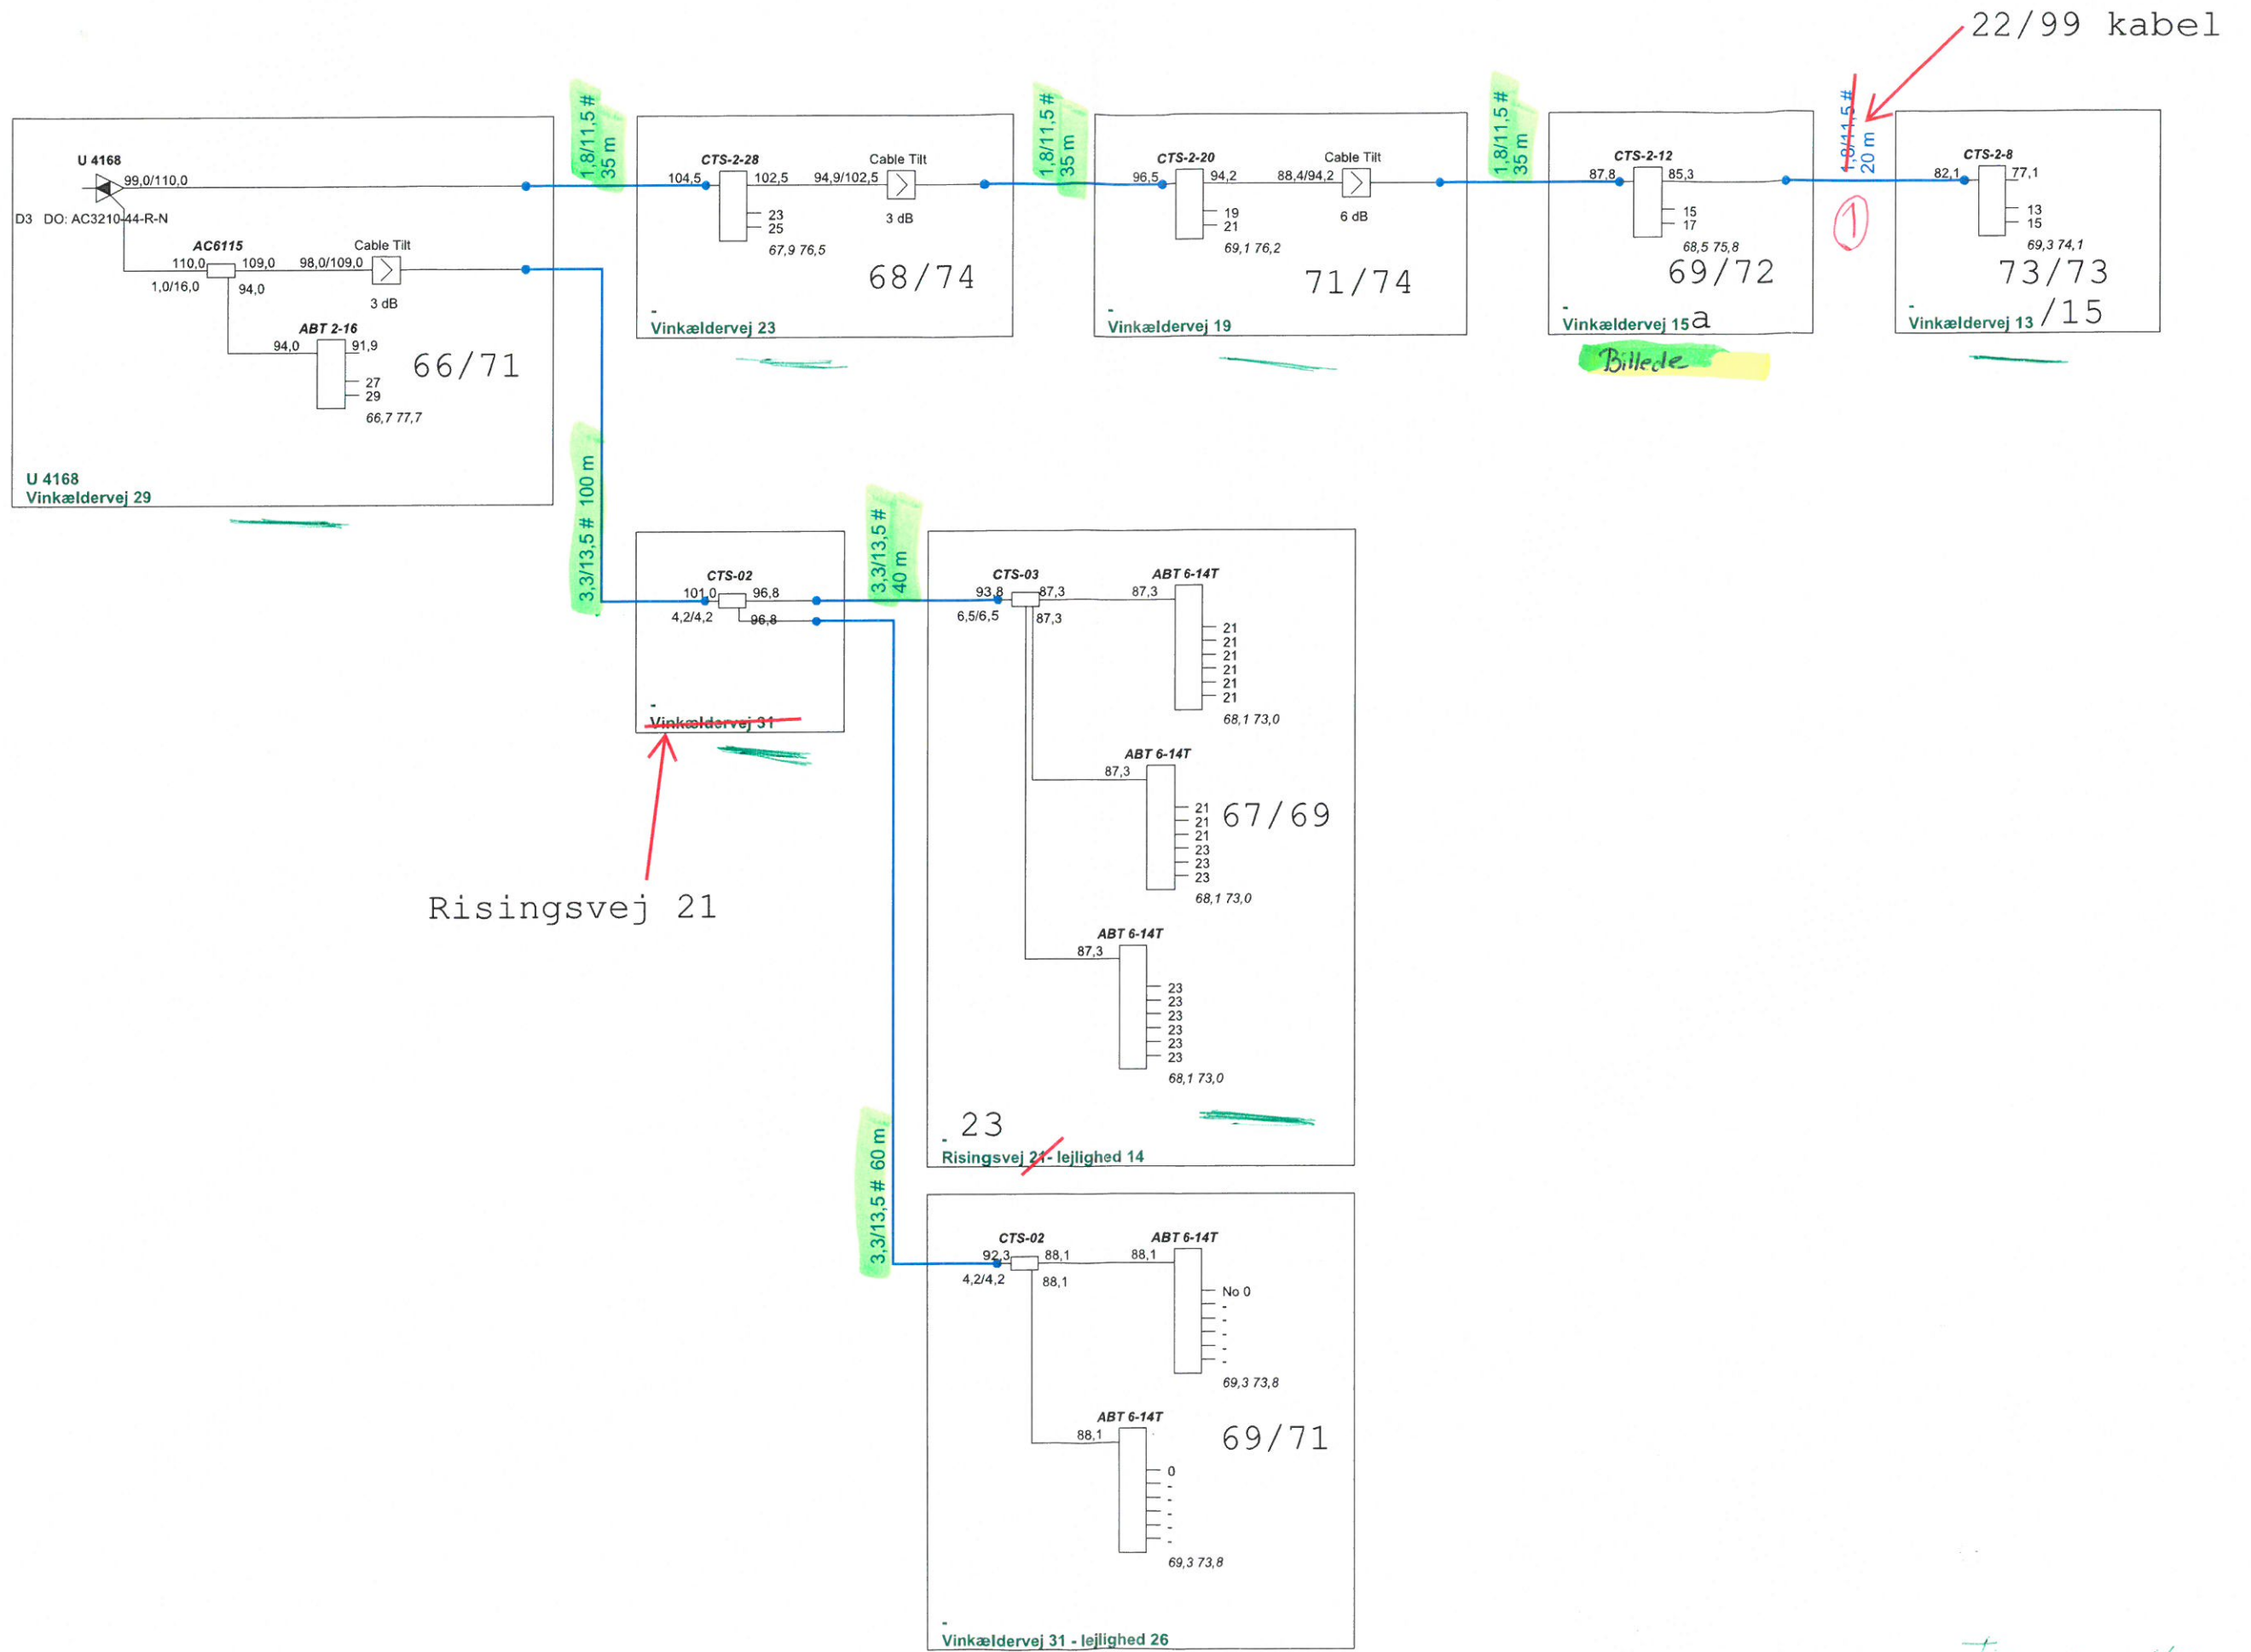 22/99 kabel
1,8/11,5 #
35 m
1,8/11,5 #
35 m
1,8/11,5 #
35 m
1,8/11,5 #
20 m
1
U 4168
99,0/110,0
D3 DO: AC3210-44-R-N
AC6115
110,0
109,0
1,0/16,0
94,0
98,0/109,0
Cable Tilt
3 dB
ABT 2-16
94,0
91,9
27
29
66,7 77,7
66/71
U 4168
Vinkældervej 29
CTS-2-28
104,5
102,5
23
25
67,9 76,5
94,9/102,5
Cable Tilt
3 dB
68/74
-
Vinkældervej 23
CTS-2-20
96,5
94,2
19
21
69,1 76,2
88,4/94,2
Cable Tilt
6 dB
71/74
-
Vinkældervej 19
CTS-2-12
87,8
85,3
15
17
68,5 75,8
69/72
-
Vinkældervej 15 a
Billede
CTS-2-8
82,1
77,1
13
15
69,3 74,1
73/73
-
Vinkældervej 13 /15
3,3/13,5 # 100 m
3,3/13,5 #
40 m
CTS-02
101,0
96,8
4,2/4,2
96,8
-
Vinkældervej 31
Risingsvej 21
CTS-03
93,8
87,3
6,5/6,5
87,3
ABT 6-14T
87,3
21
21
21
21
21
21
68,1 73,0
ABT 6-14T
87,3
21
21
21
23
23
23
68,1 73,0
67/69
ABT 6-14T
87,3
23
23
23
23
23
23
68,1 73,0
23
-
Risingsvej 21- lejlighed 14
3,3/13,5 # 60 m
CTS-02
92,3
88,1
4,2/4,2
88,1
ABT 6-14T
88,1
No 0
-
-
-
-
-
69,3 73,8
ABT 6-14T
88,1
0
-
-
-
-
-
69,3 73,8
69/71
-
Vinkældervej 31 - lejlighed 26